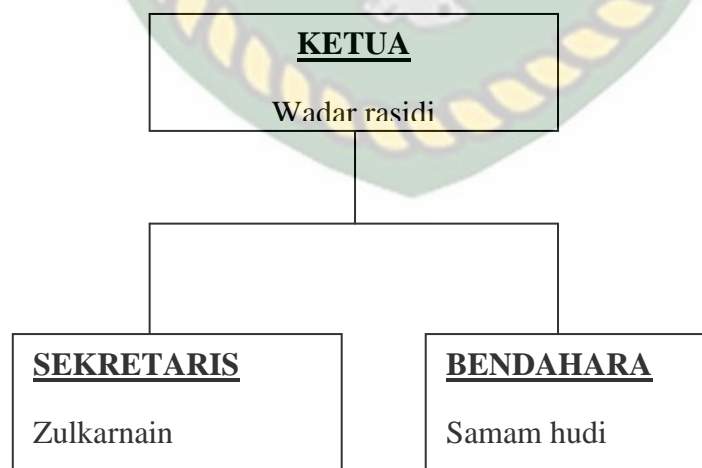 KETUA
Wadar rasidi
SEKRETARIS
Zulkarnain
BENDAHARA
Samam hudi